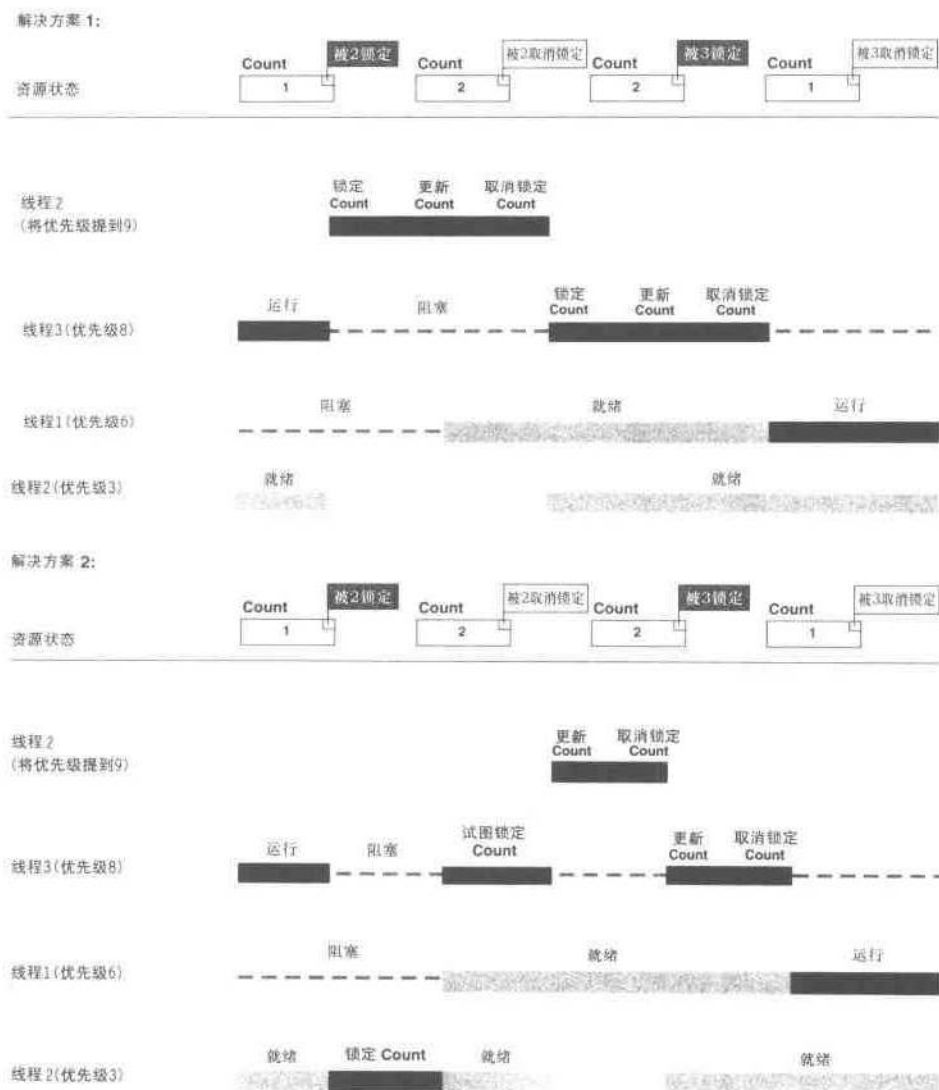 解决方案 1:
Count 被2锁定 Count 被2取消锁定 Count 被3锁定 Count 被3取消锁定
资源状态 1 2 2 1
锁定 更新 取消锁定
线程2 Count Count Count
(将优先级提到9)
运行 阻塞 锁定 更新 取消锁定
Count Count Count
线程3(优先级8)
阻塞 就绪 运行
线程1(优先级6)
就绪 就绪
线程2(优先级3)
解决方案 2:
Count 被2锁定 Count 被2取消锁定 Count 被3锁定 Count 被3取消锁定
资源状态 1 2 2 1
线程2 更新 取消锁定
(将优先级提到9) Count Count
试图锁定 更新 取消锁定
运行 阻塞 Count Count Count
线程3(优先级8)
阻塞 就绪 运行
线程1(优先级6)
就绪 锁定 Count 就绪 就绪
线程 2(优先级3)